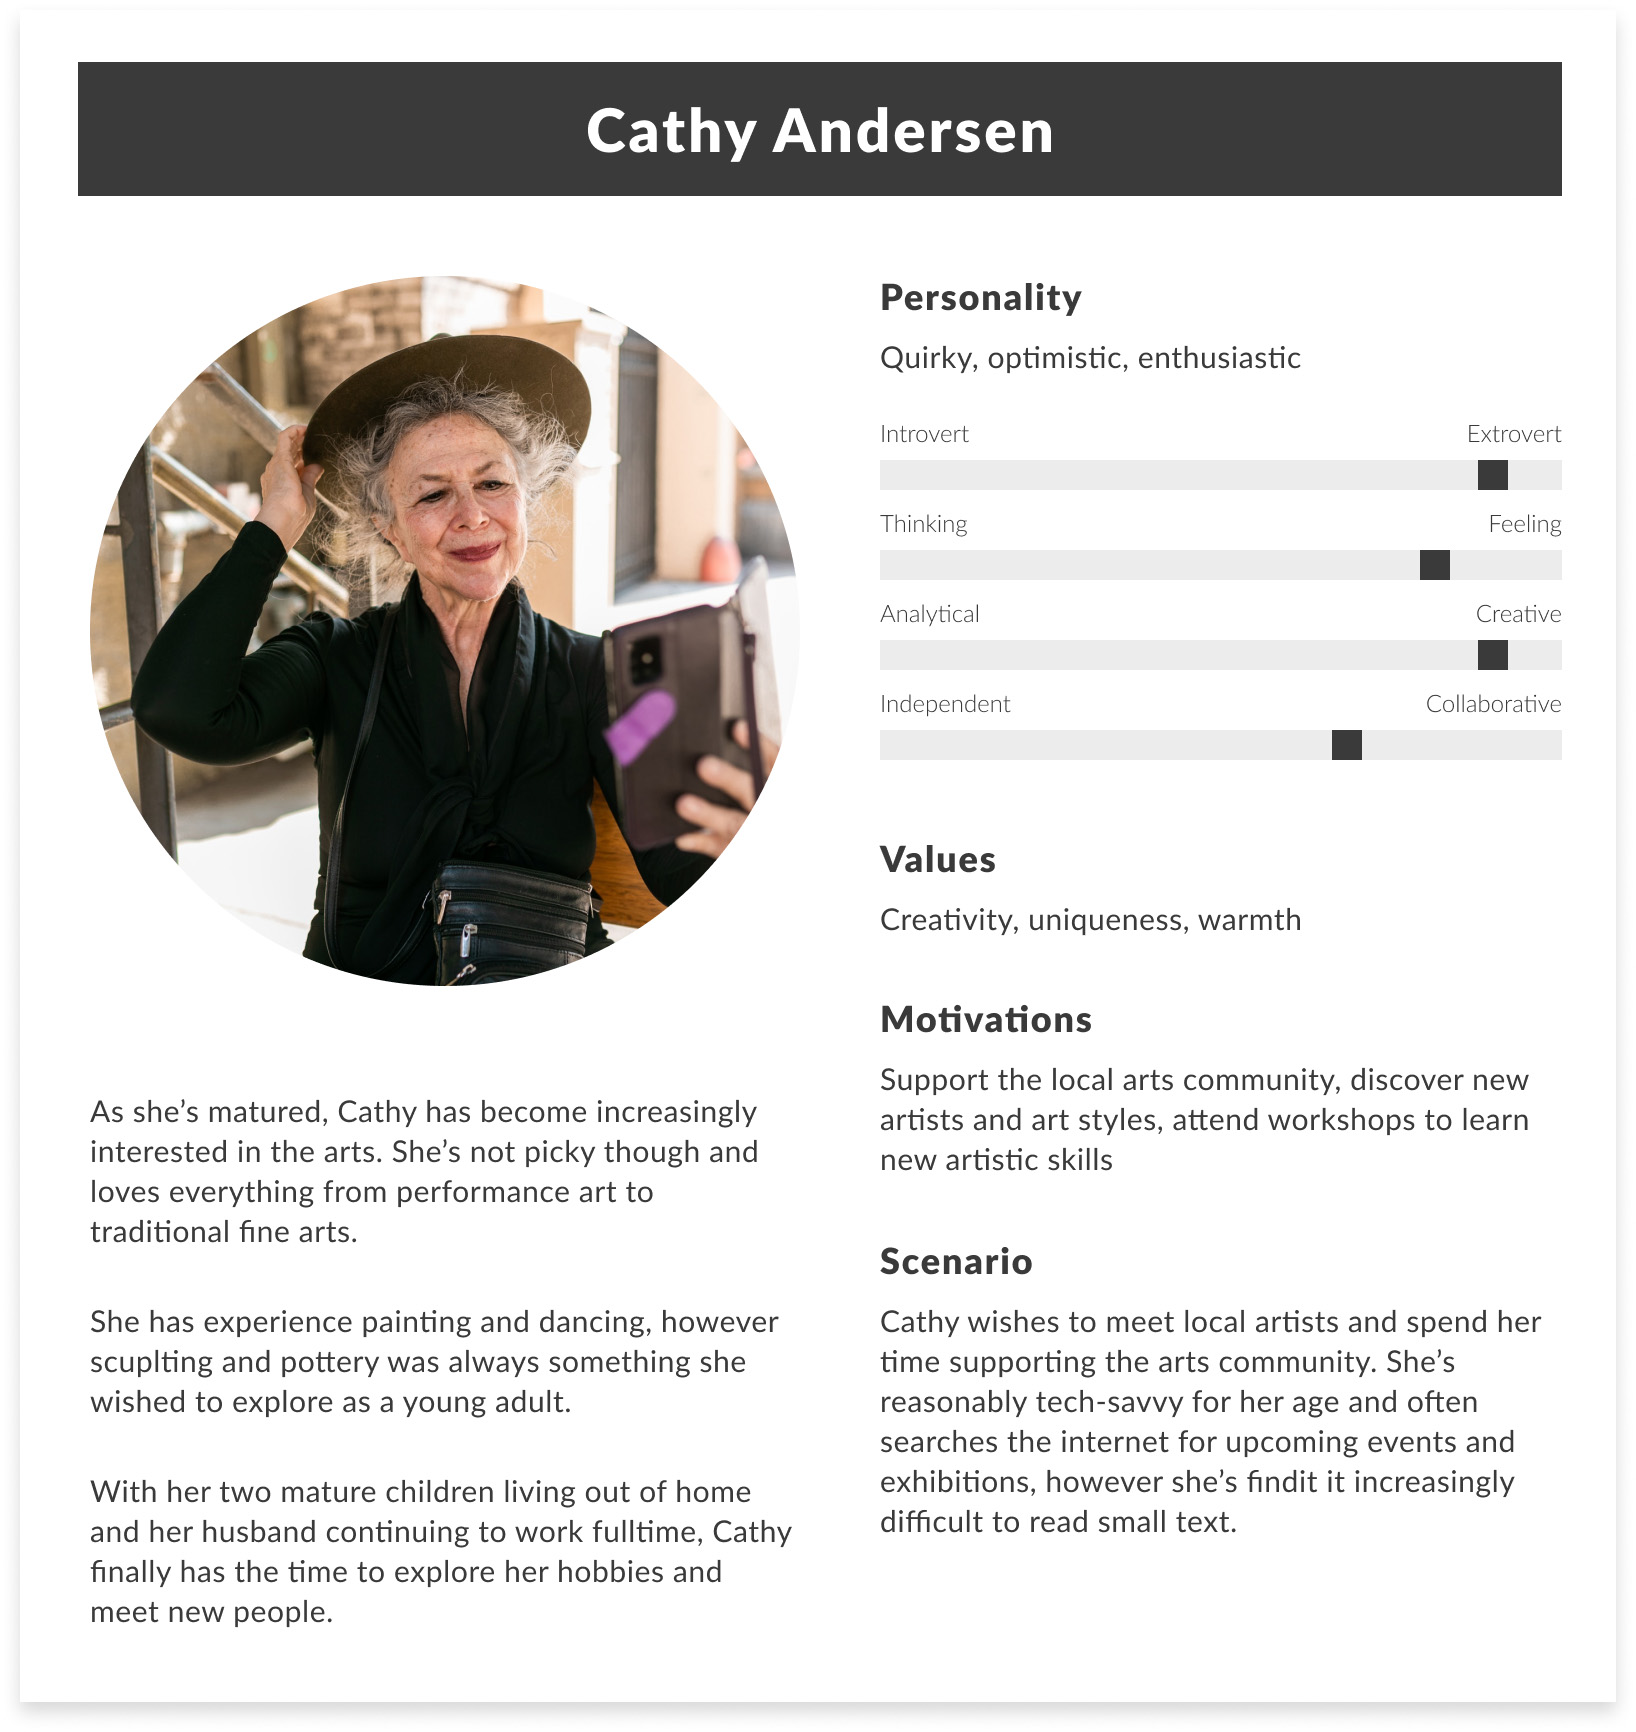 Cathy Andersen
As she’s matured, Cathy has become increasingly
interested in the arts. She’s not picky though and
loves everything from performance art to
traditional fine arts.
She has experience painting and dancing, however
scuplting and pottery was always something she
wished to explore as a young adult.
With her two mature children living out of home
and her husband continuing to work fulltime, Cathy
finally has the time to explore her hobbies and
meet new people.
Personality
Quirky, optimistic, enthusiastic
Introvert Extrovert
Thinking Feeling
Analytical Creative
Independent Collaborative
Values
Creativity, uniqueness, warmth
Motivations
Support the local arts community, discover new
artists and art styles, attend workshops to learn
new artistic skills
Scenario
Cathy wishes to meet local artists and spend her
time supporting the arts community. She’s
reasonably tech-savvy for her age and often
searches the internet for upcoming events and
exhibitions, however she’s findit it increasingly
difficult to read small text.